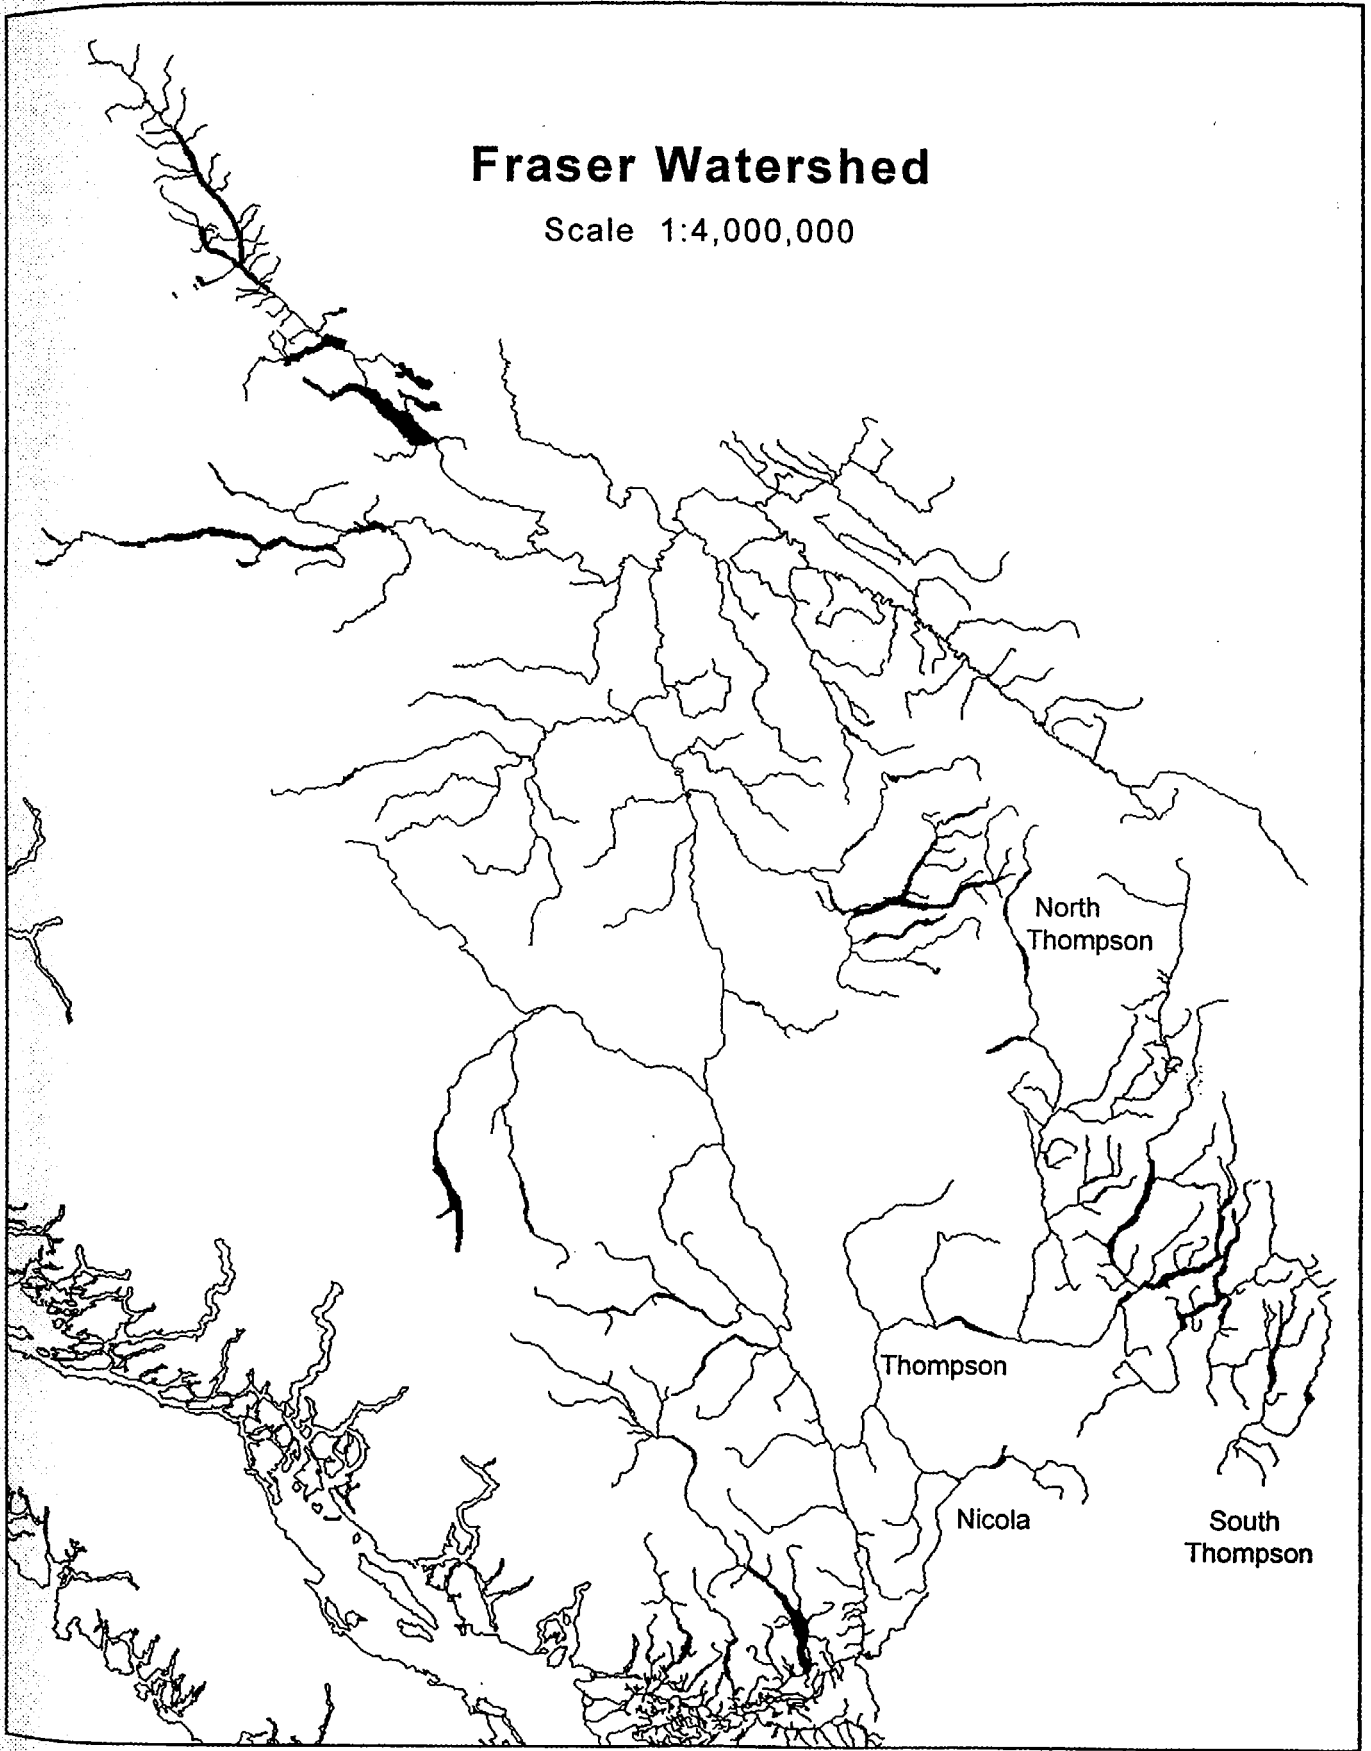 Fraser Watershed
Scale 1:4,000,000
North
Thompson
Thompson
Nicola
South
Thompson